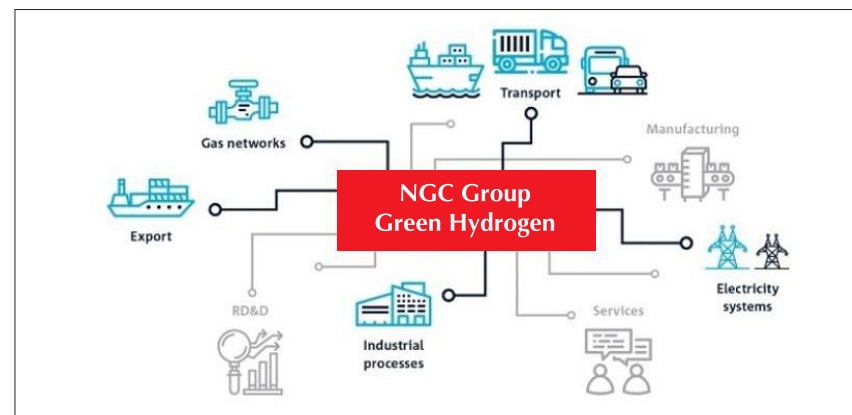 Transport
Gas networks
Manufacturing
NGC Group
Green Hydrogen
Export
Electricity
systems
RD&D
Services
Industrial
processes